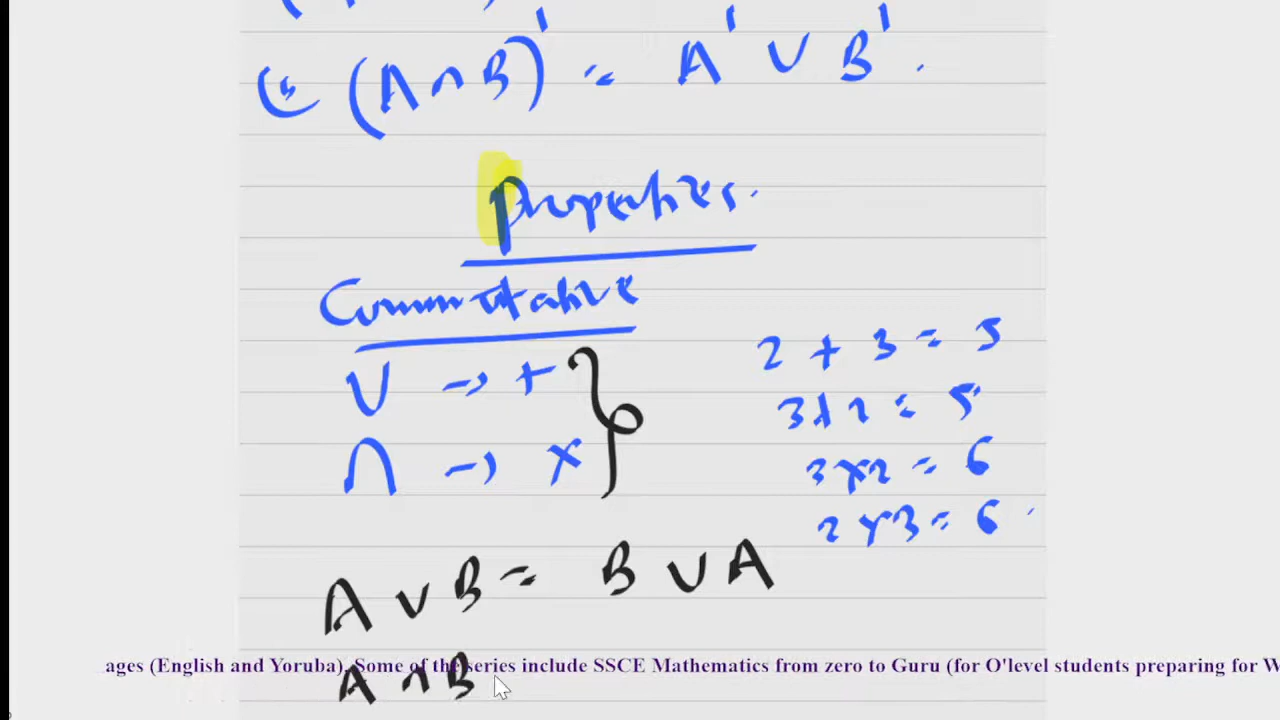 (A∩B)' = A' ∪ B'.
Properties.
Commutative
∪ → +
∩ → ×
2 + 3 = 5
3+2 = 5
3×2 = 6
2×3 = 6
A ∪ B = B ∪ A
ages (English and Yoruba). Some of the series include SSCE Mathematics from zero to Guru (for O'level students preparing for W
A ∩ B